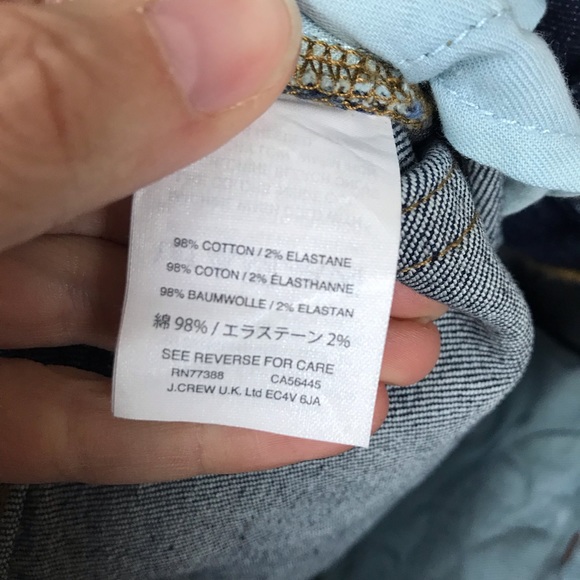 98% COTTON / 2% ELASTANE
98% COTON / 2% ÉLASTHANNE
98% BAUMWOLLE / 2% ELASTAN
綿 98% / エラステーン 2%
SEE REVERSE FOR CARE
RN77388 CA56445
J.CREW U.K. Ltd EC4V 6JA